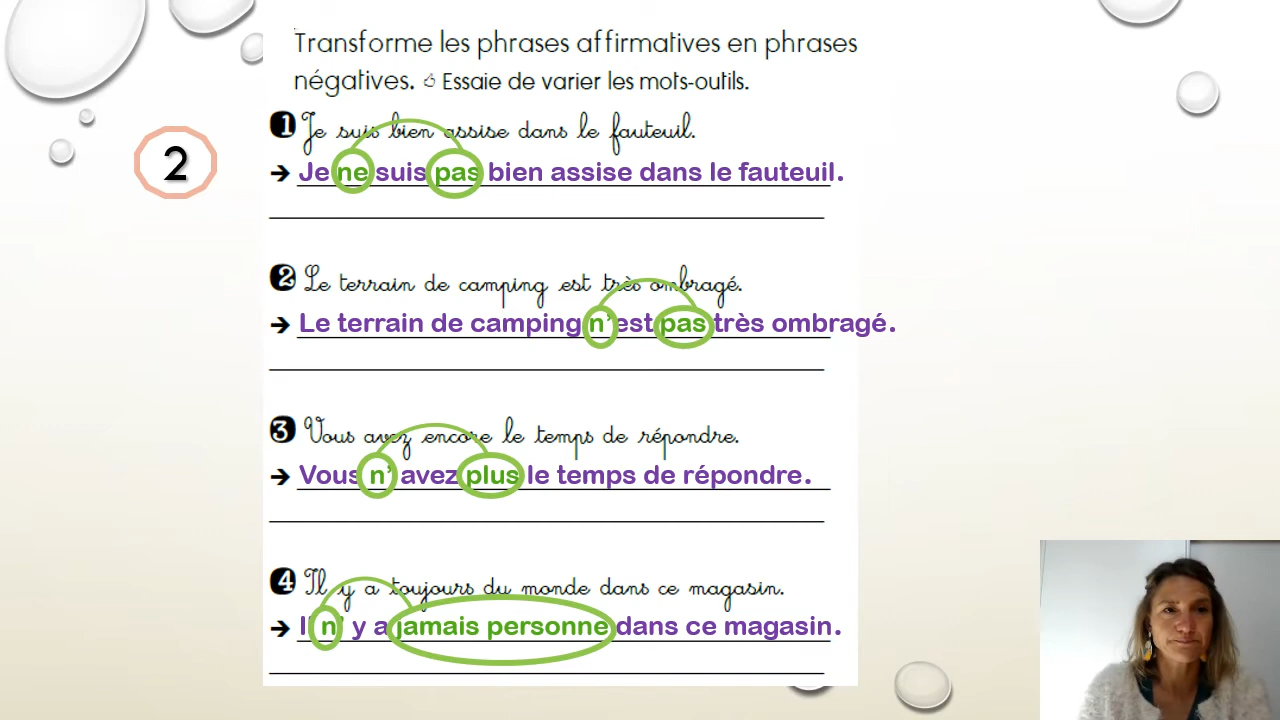 Transforme les phrases affirmatives en phrases
négatives. Essaie de varier les mots-outils.
2
1 Je suis bien assise dans le fauteuil.
➔ Je ne suis pas bien assise dans le fauteuil.
2 Le terrain de camping est très ombragé.
➔ Le terrain de camping n’est pas très ombragé.
3 Vous avez encore le temps de répondre.
➔ Vous n’ avez plus le temps de répondre.
4 Il y a toujours du monde dans ce magasin.
➔ Il n’ y a jamais personne dans ce magasin.